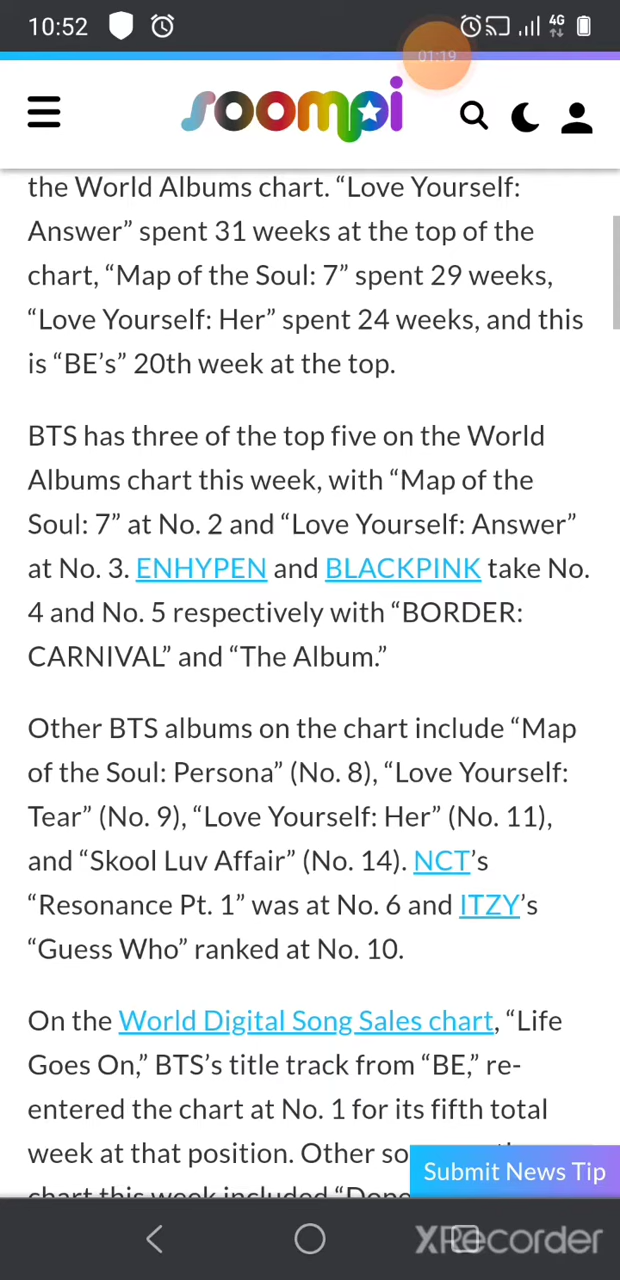 10:52
4G
01:19
soompi
the World Albums chart. “Love Yourself:
Answer” spent 31 weeks at the top of the
chart, “Map of the Soul: 7” spent 29 weeks,
“Love Yourself: Her” spent 24 weeks, and this
is “BE’s” 20th week at the top.
BTS has three of the top five on the World
Albums chart this week, with “Map of the
Soul: 7” at No. 2 and “Love Yourself: Answer”
at No. 3. ENHYPEN and BLACKPINK take No.
4 and No. 5 respectively with “BORDER:
CARNIVAL” and “The Album.”
Other BTS albums on the chart include “Map
of the Soul: Persona” (No. 8), “Love Yourself:
Tear” (No. 9), “Love Yourself: Her” (No. 11),
and “Skool Luv Affair” (No. 14). NCT’s
“Resonance Pt. 1” was at No. 6 and ITZY’s
“Guess Who” ranked at No. 10.
On the World Digital Song Sales chart, “Life
Goes On,” BTS’s title track from “BE,” re-
entered the chart at No. 1 for its fifth total
week at that position. Other so
Submit News Tip
chart this week included “Dope
XRecorder